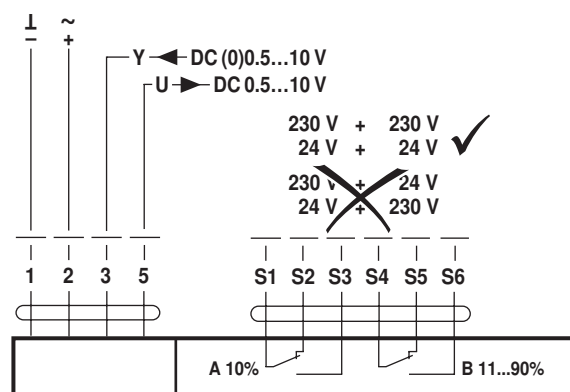 ⊥ ~
– +
Y DC (0)0.5...10 V
U DC 0.5...10 V
230 V + 230 V
24 V + 24 V
230 V + 24 V
24 V + 230 V
1 2 3 5 S1 S2 S3 S4 S5 S6
A 10% B 11...90%